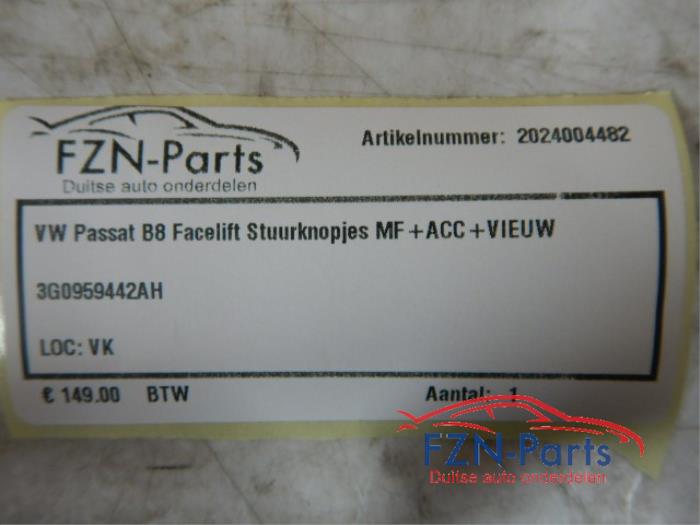 FZN-Parts
Duitse auto onderdelen
Artikelnummer: 2024004482
VW Passat B8 Facelift Stuurknopjes MF+ACC+VIEUW
3G0959442AH
LOC: VK
€ 149.00 BTW Aantal: 1
FZN-Parts
Duitse auto onderdelen